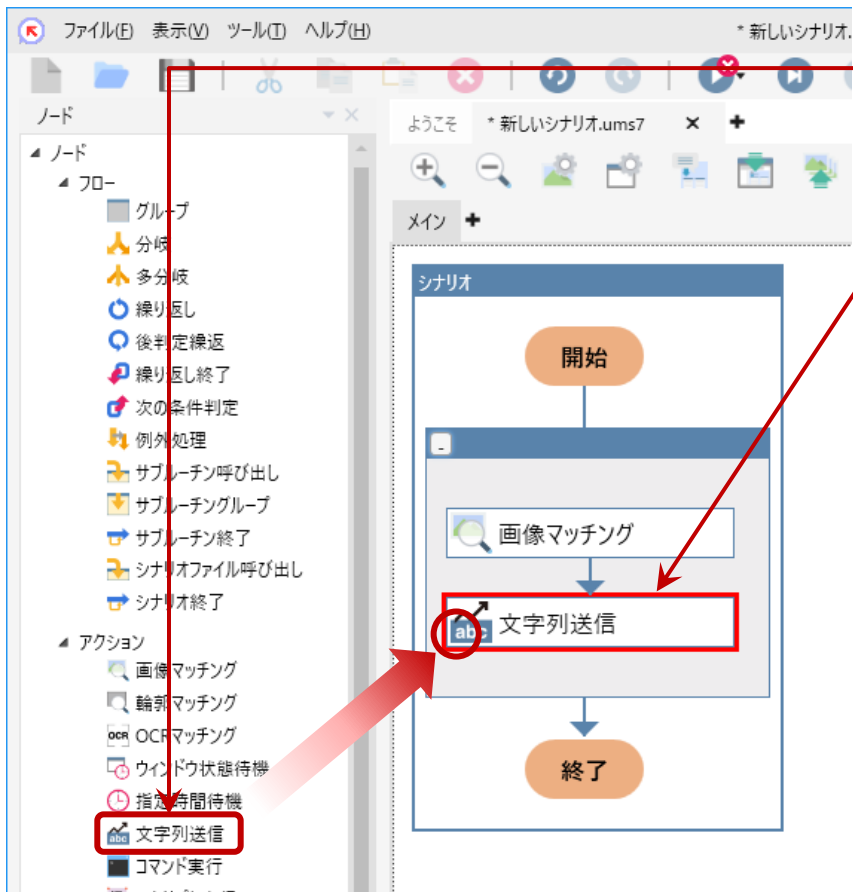 ファイル(F) 表示(V) ツール(T) ヘルプ(H) * 新しいシナリオ.
ノード
ようこそ * 新しいシナリオ.ums7
ノード
フロー
グループ
分岐
多分岐
繰り返し
後判定繰返
繰り返し終了
次の条件判定
例外処理
サブルーチン呼び出し
サブルーチングループ
サブルーチン終了
シナリオファイル呼び出し
シナリオ終了
アクション
画像マッチング
輪郭マッチング
OCR OCRマッチング
ウィンドウ状態待機
指定時間待機
abc 文字列送信
コマンド実行
メイン
シナリオ
開始
画像マッチング
abc 文字列送信
終了